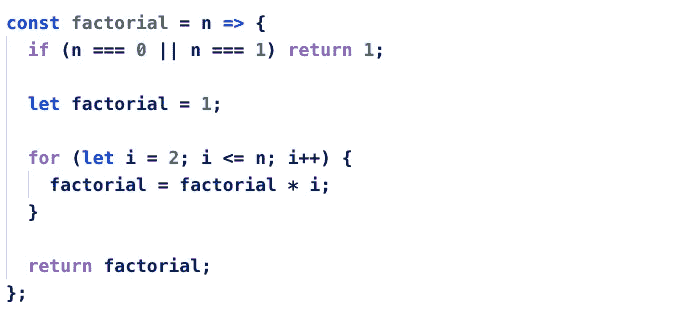 const factorial = n => {
if (n === 0 || n === 1) return 1;
let factorial = 1;
for (let i = 2; i <= n; i++) {
factorial = factorial * i;
}
return factorial;
};